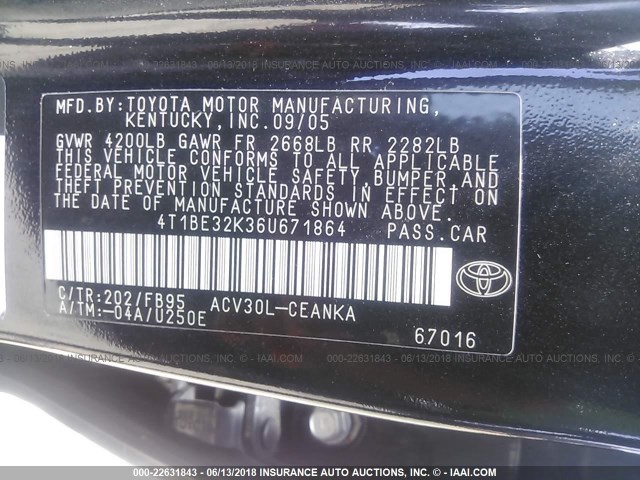 MFD.BY:TOYOTA MOTOR MANUFACTURING,
KENTUCKY, INC.09/05
GVWR 4200LB GAWR FR 2668LB RR 2282LB
THIS VEHICLE CONFORMS TO ALL APPLICABLE
FEDERAL MOTOR VEHICLE SAFETY, BUMPER AND
THEFT PREVENTION STANDARDS IN EFFECT ON
THE DATE OF MANUFACTURE SHOWN ABOVE.
4T1BE32K36U671864 PASS.CAR
C/TR:202/FB95 ACV30L-CEANKA
A/TM:-04A/U250E
67016
000-22631843 - 06/13/2018 INSURANCE AUTO AUCTIONS, INC. - IAAI.COM